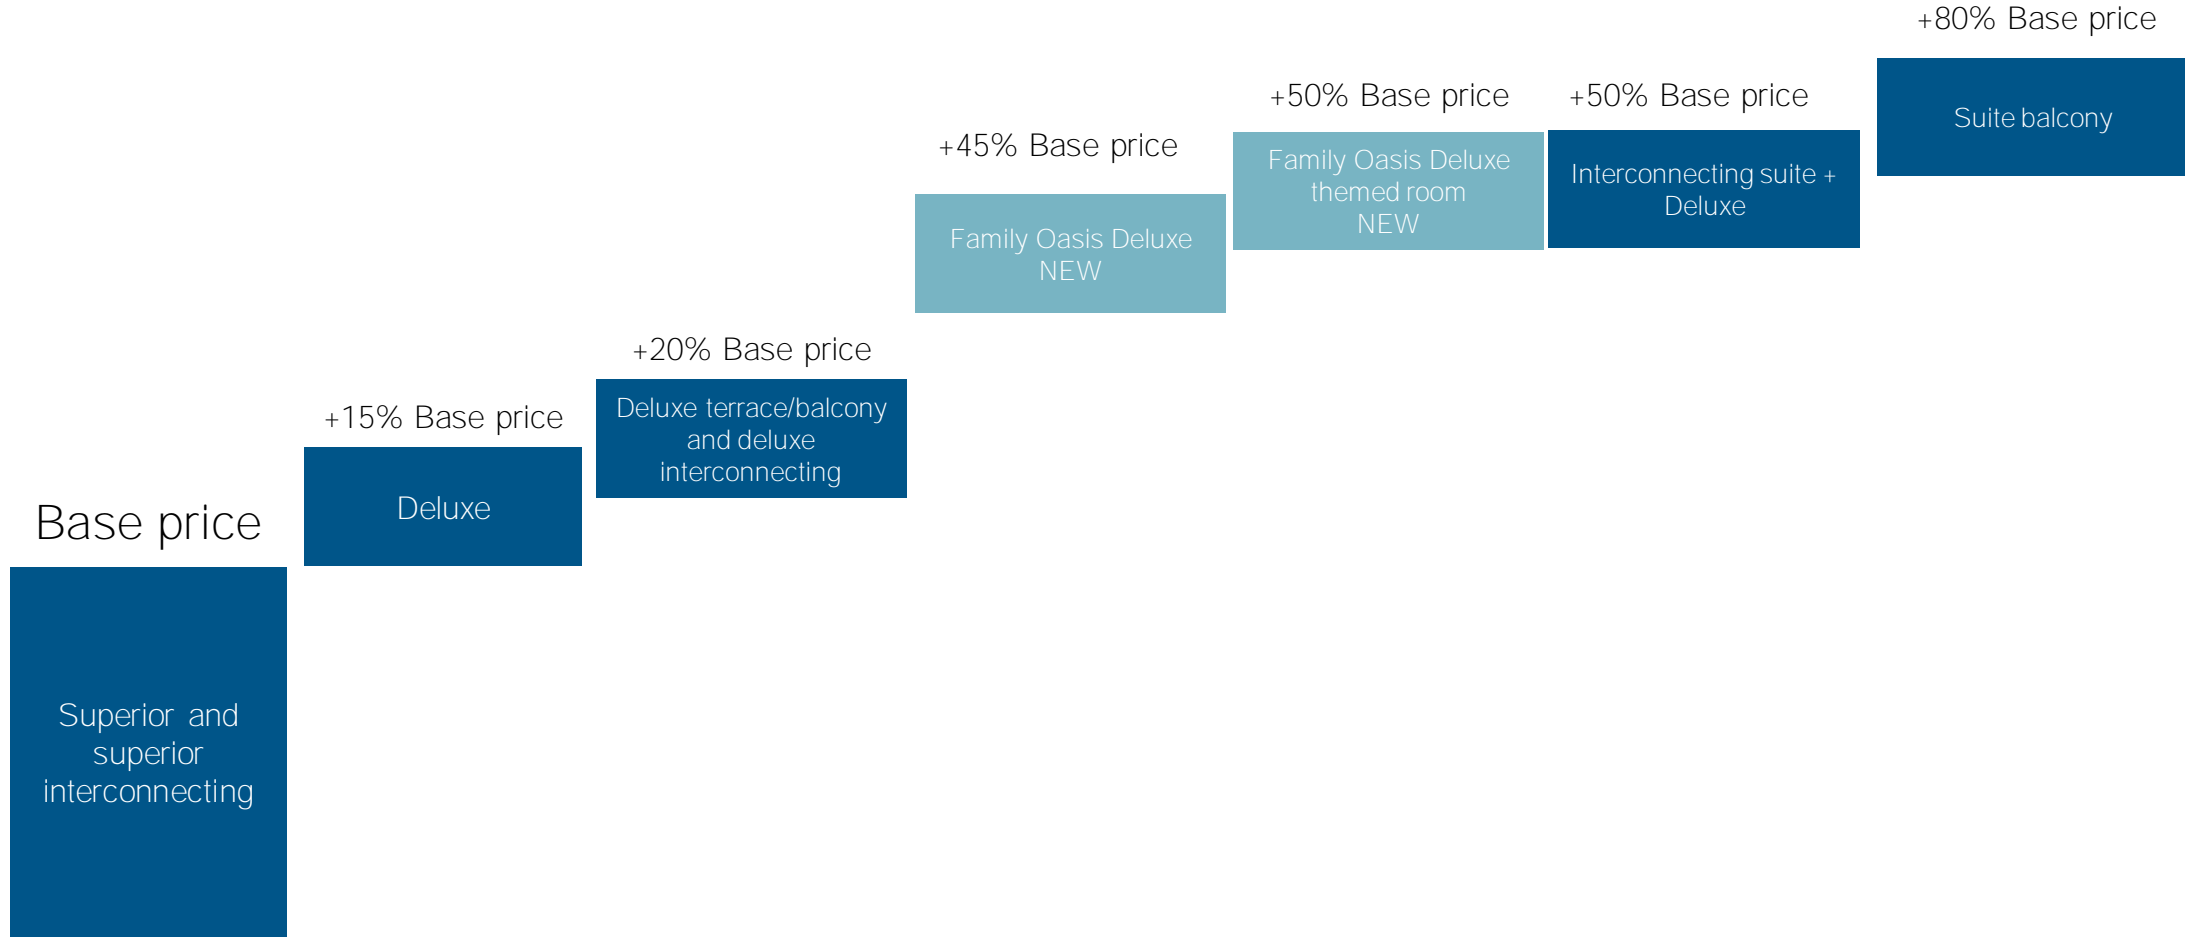 Base price
Superior and
superior
interconnecting
+15% Base price
Deluxe
+20% Base price
Deluxe terrace/balcony
and deluxe
interconnecting
+45% Base price
Family Oasis Deluxe
NEW
+50% Base price
Family Oasis Deluxe
themed room
NEW
+50% Base price
Interconnecting suite +
Deluxe
+80% Base price
Suite balcony